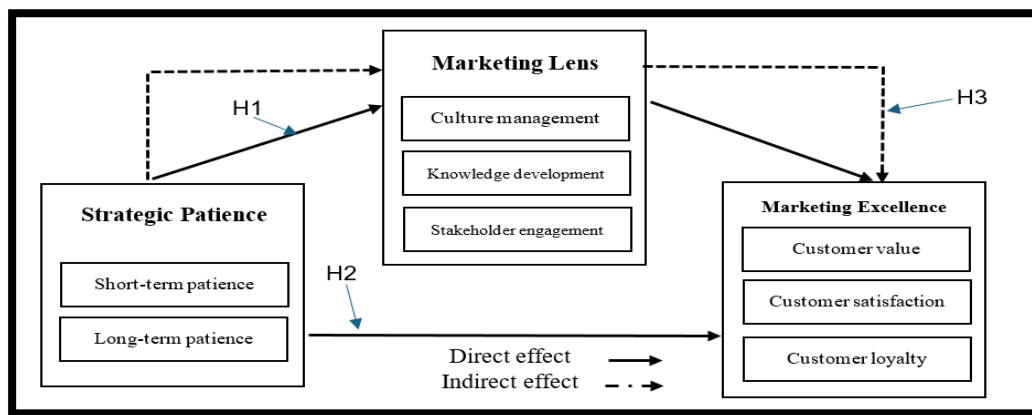 Marketing Lens
Culture management
Knowledge development
Stakeholder engagement
H1
H3
Strategic Patience
Short-term patience
Long-term patience
H2
Marketing Excellence
Customer value
Customer satisfaction
Customer loyalty
Direct effect
Indirect effect